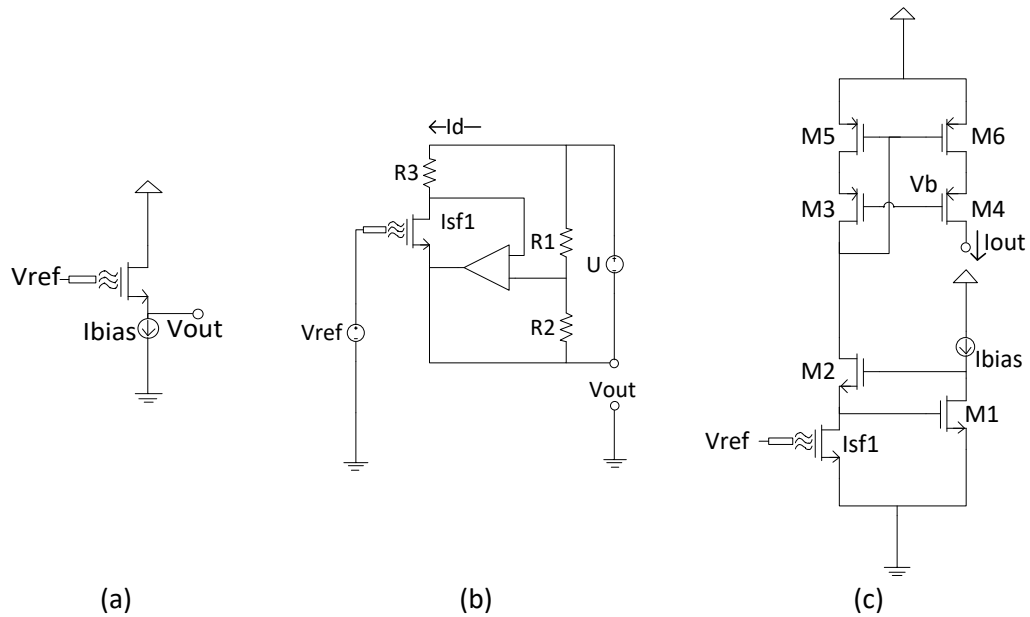 Vref
Ibias
Vout
(a)
Id
R3
Isf1
R1
U
R2
Vref
Vout
(b)
M5
M6
Vb
M3
M4
Iout
Ibias
M2
M1
Vref
Isf1
(c)